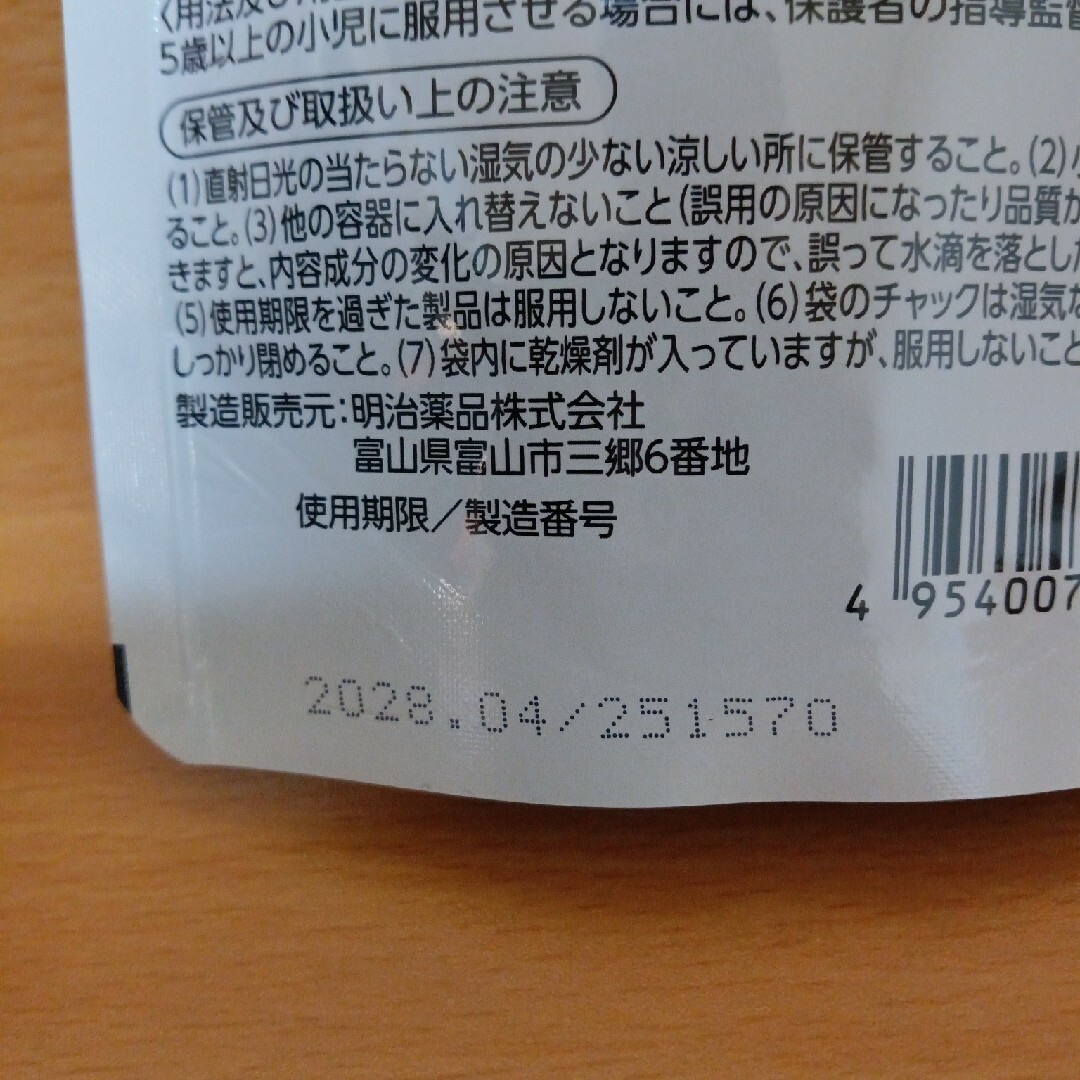 5歳以上の小児に服用させる場合には、保護者の指導監督
保管及び取扱い上の注意
(1)直射日光の当たらない湿気の少ない涼しい所に保管すること。(2)小
ること。(3)他の容器に入れ替えないこと(誤用の原因になったり品質が
きますと、内容成分の変化の原因となりますので、誤って水滴を落とした
(5)使用期限を過ぎた製品は服用しないこと。(6)袋のチャックは湿気な
しっかり閉めること。(7)袋内に乾燥剤が入っていますが、服用しないこと
製造販売元:明治薬品株式会社
富山県富山市三郷6番地
使用期限/製造番号
4 954007
2028.04/251570